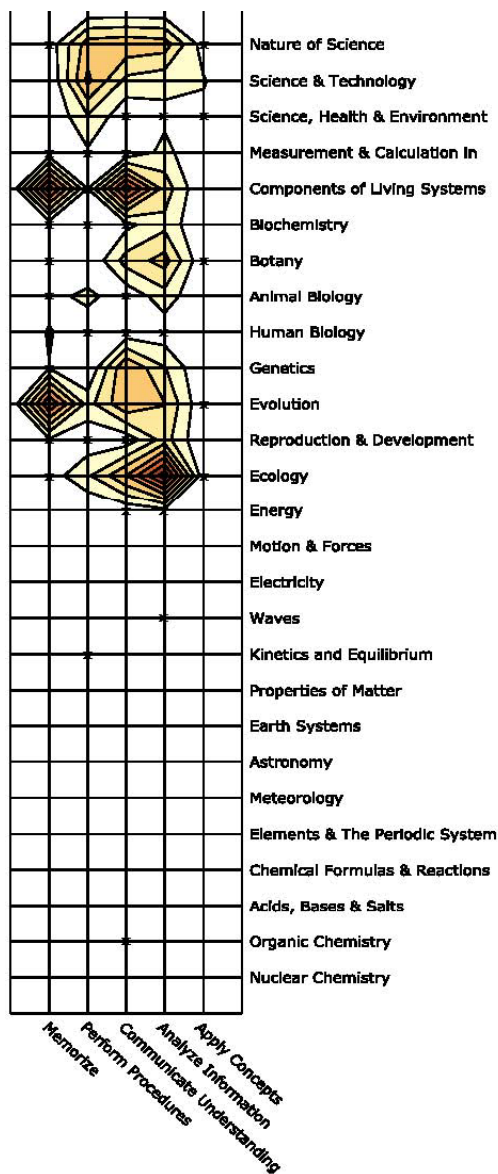 Nature of Science
Science & Technology
Science, Health & Environment
Measurement & Calculation in
Components of Living Systems
Biochemistry
Botany
Animal Biology
Human Biology
Genetics
Evolution
Reproduction & Development
Ecology
Energy
Motion & Forces
Electricity
Waves
Kinetics and Equilibrium
Properties of Matter
Earth Systems
Astronomy
Meteorology
Elements & The Periodic System
Chemical Formulas & Reactions
Acids, Bases & Salts
Organic Chemistry
Nuclear Chemistry
Memorize
Perform Procedures
Communicate Understanding
Analyze Information
Apply Concepts